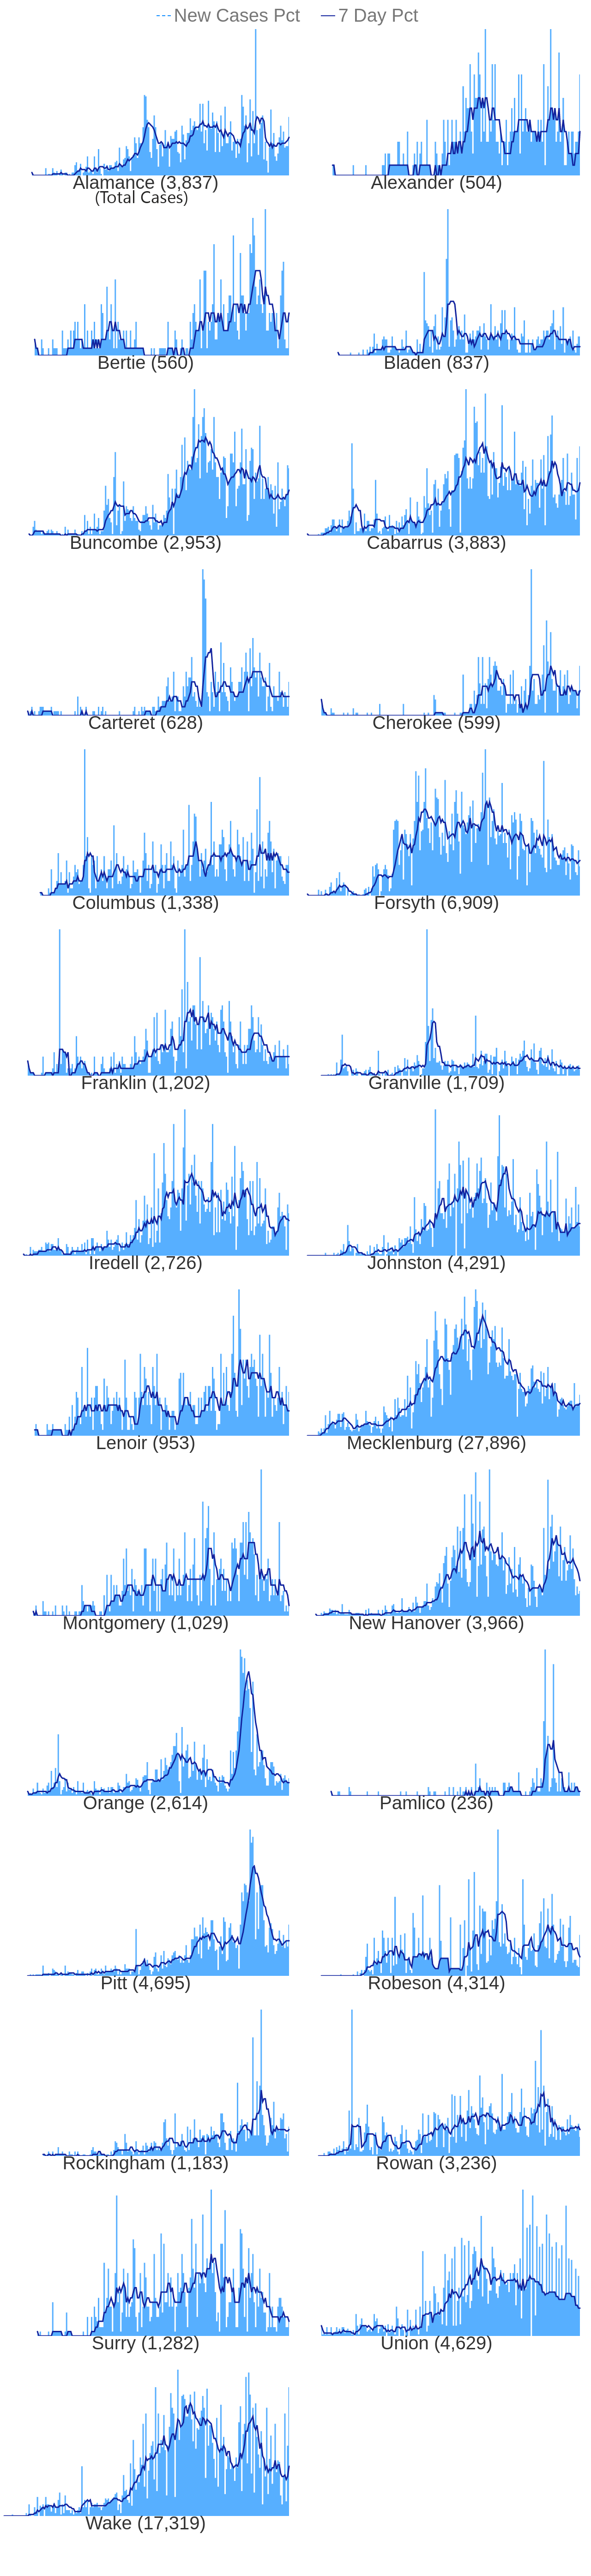 New Cases Pct 7 Day Pct
Alamance (3,837) Alexander (504)
(Total Cases)
Bertie (560) Bladen (837)
Buncombe (2,953) Cabarrus (3,883)
Carteret (628) Cherokee (599)
Columbus (1,338) Forsyth (6,909)
Franklin (1,202) Granville (1,709)
Iredell (2,726) Johnston (4,291)
Lenoir (953) Mecklenburg (27,896)
Montgomery (1,029) New Hanover (3,966)
Orange (2,614) Pamlico (236)
Pitt (4,695) Robeson (4,314)
Rockingham (1,183) Rowan (3,236)
Surry (1,282) Union (4,629)
Wake (17,319)